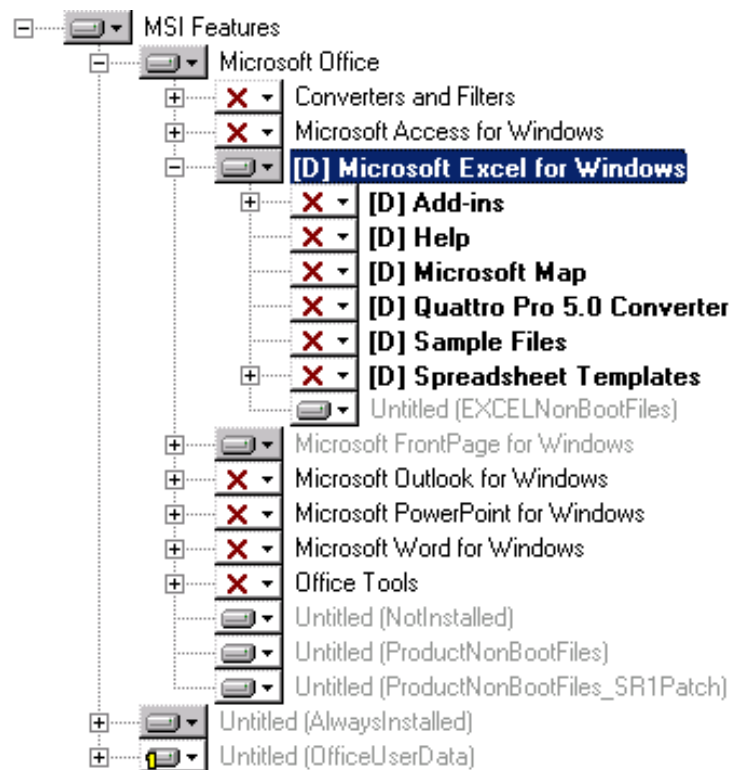 MSI Features
Microsoft Office
Converters and Filters
Microsoft Access for Windows
[D] Microsoft Excel for Windows
[D] Add-ins
[D] Help
[D] Microsoft Map
[D] Quattro Pro 5.0 Converter
[D] Sample Files
[D] Spreadsheet Templates
Untitled (EXCELNonBootFiles)
Microsoft FrontPage for Windows
Microsoft Outlook for Windows
Microsoft PowerPoint for Windows
Microsoft Word for Windows
Office Tools
Untitled (NotInstalled)
Untitled (ProductNonBootFiles)
Untitled (ProductNonBootFiles_SR1Patch)
Untitled (AlwaysInstalled)
1 Untitled (OfficeUserData)